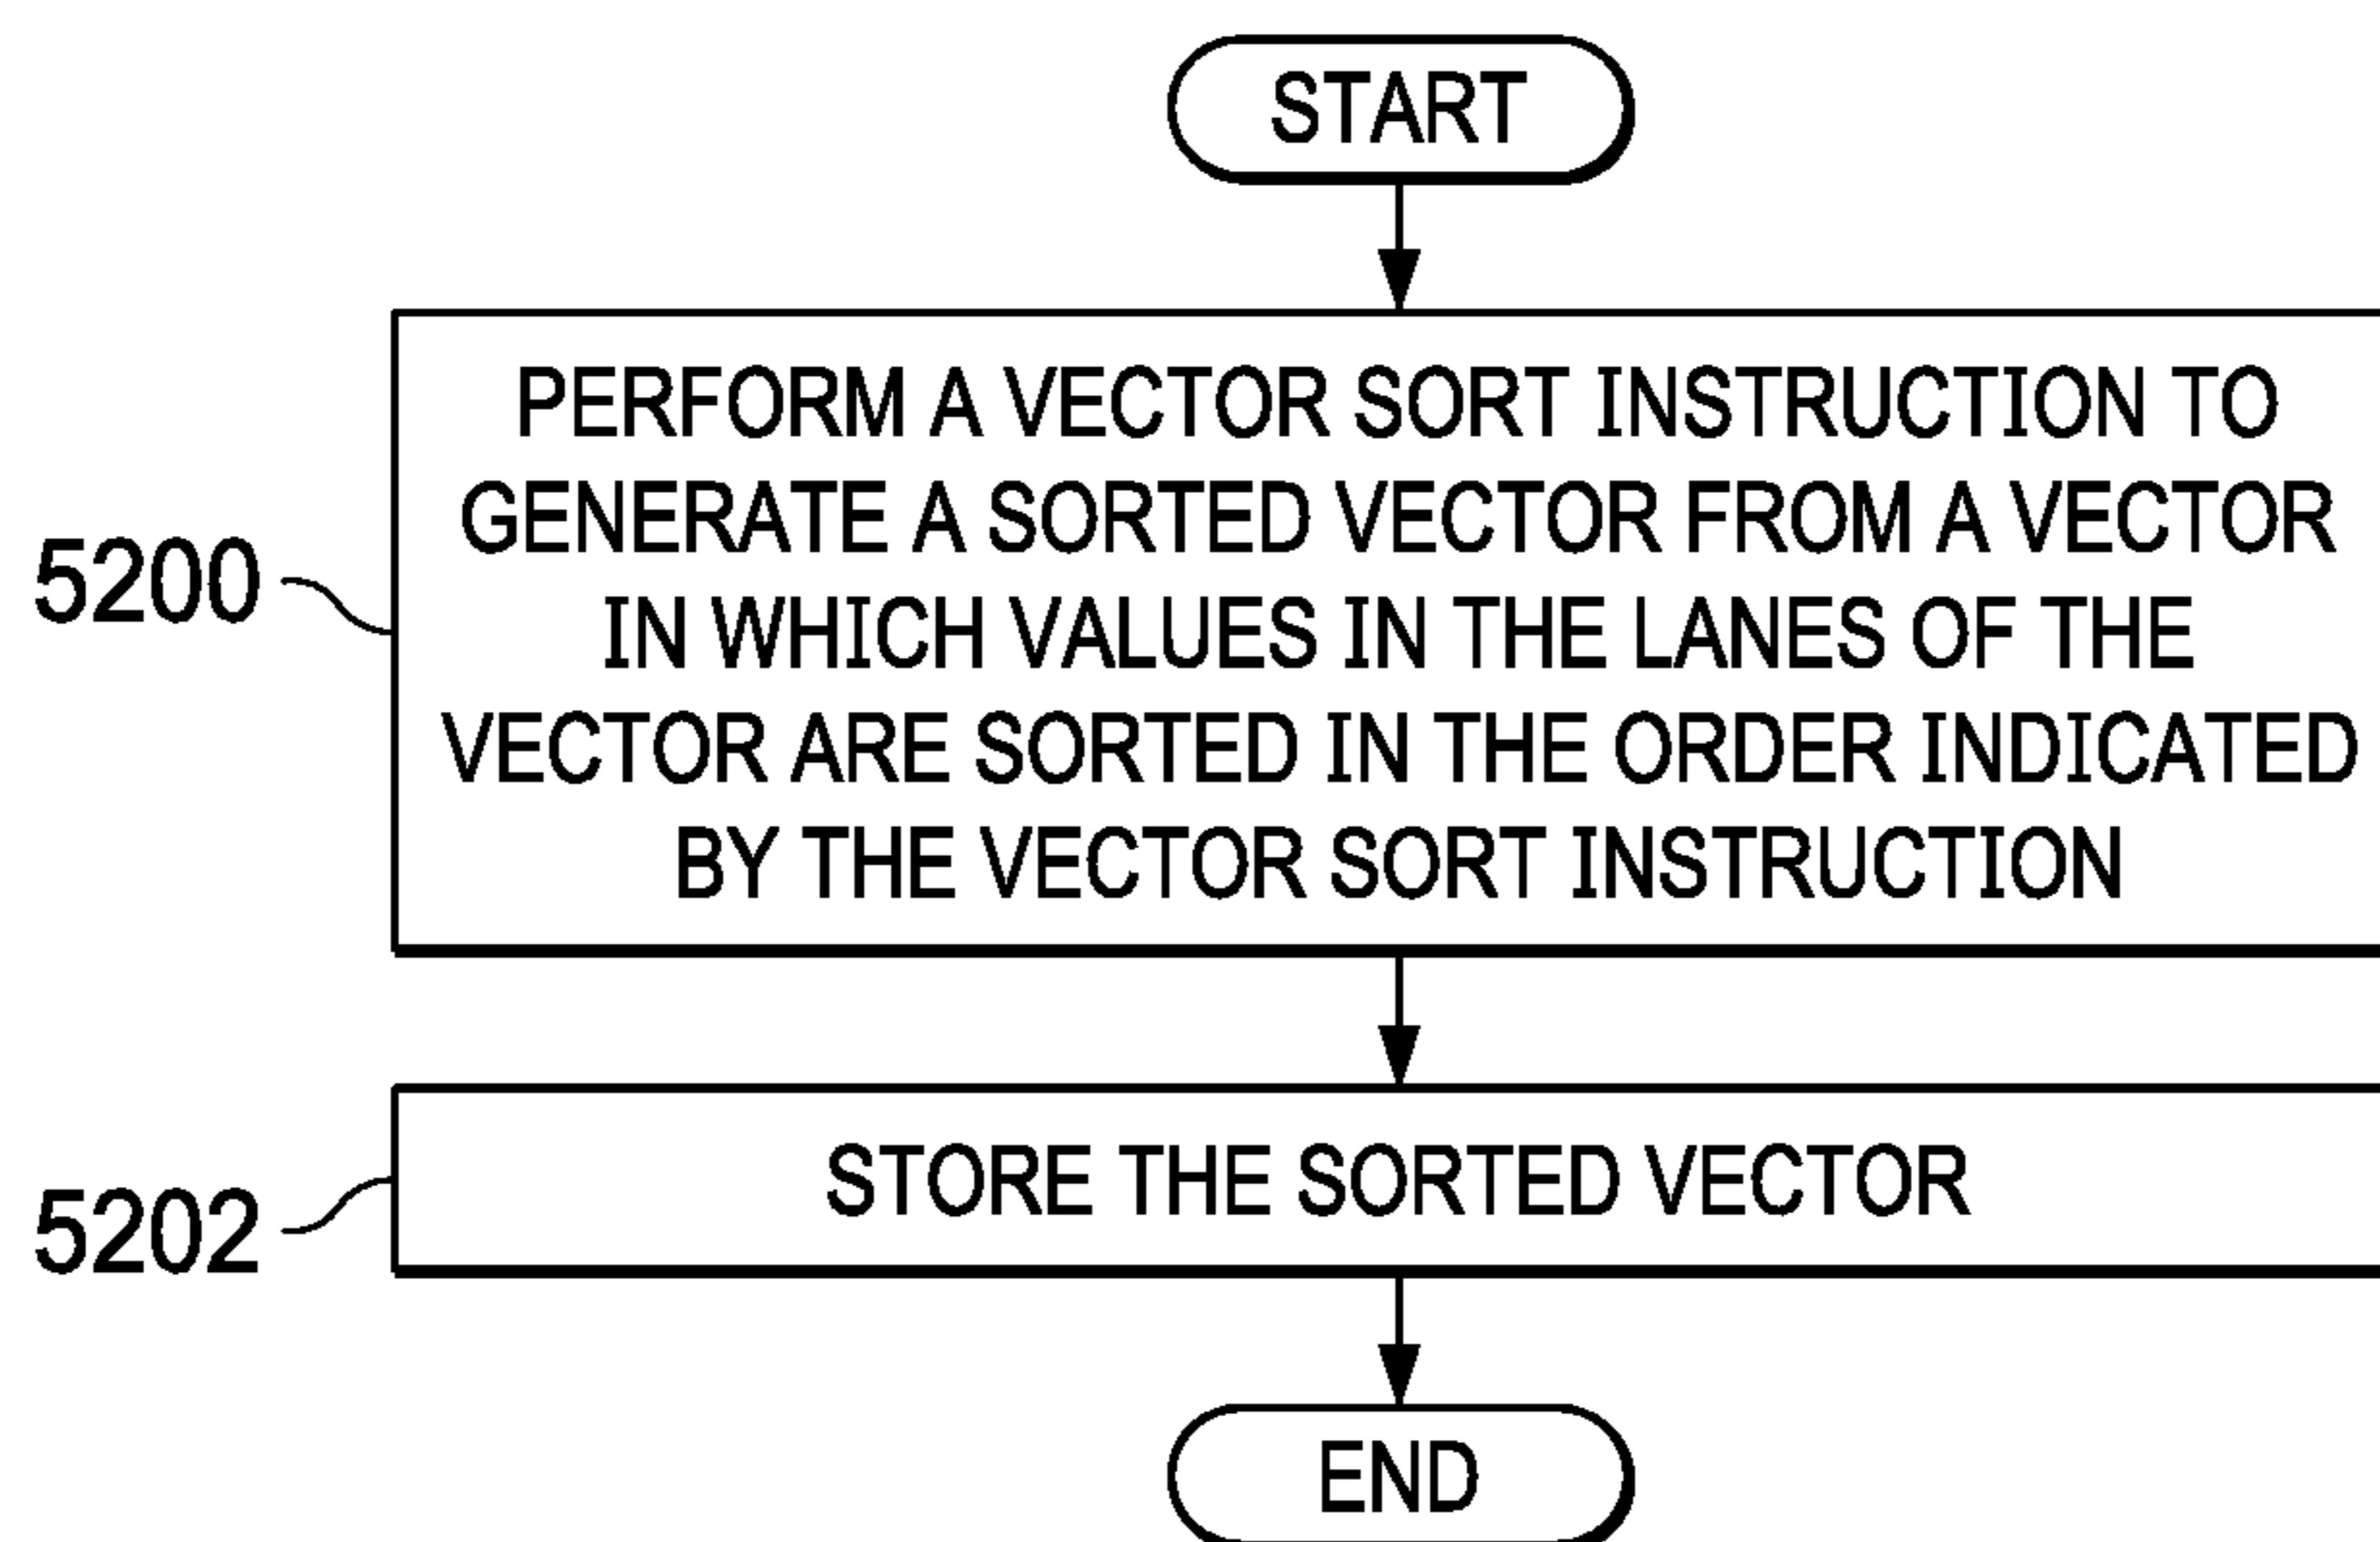 START
PERFORM A VECTOR SORT INSTRUCTION TO
GENERATE A SORTED VECTOR FROM A VECTOR
IN WHICH VALUES IN THE LANES OF THE
VECTOR ARE SORTED IN THE ORDER INDICATED
BY THE VECTOR SORT INSTRUCTION
5200
STORE THE SORTED VECTOR
5202
END